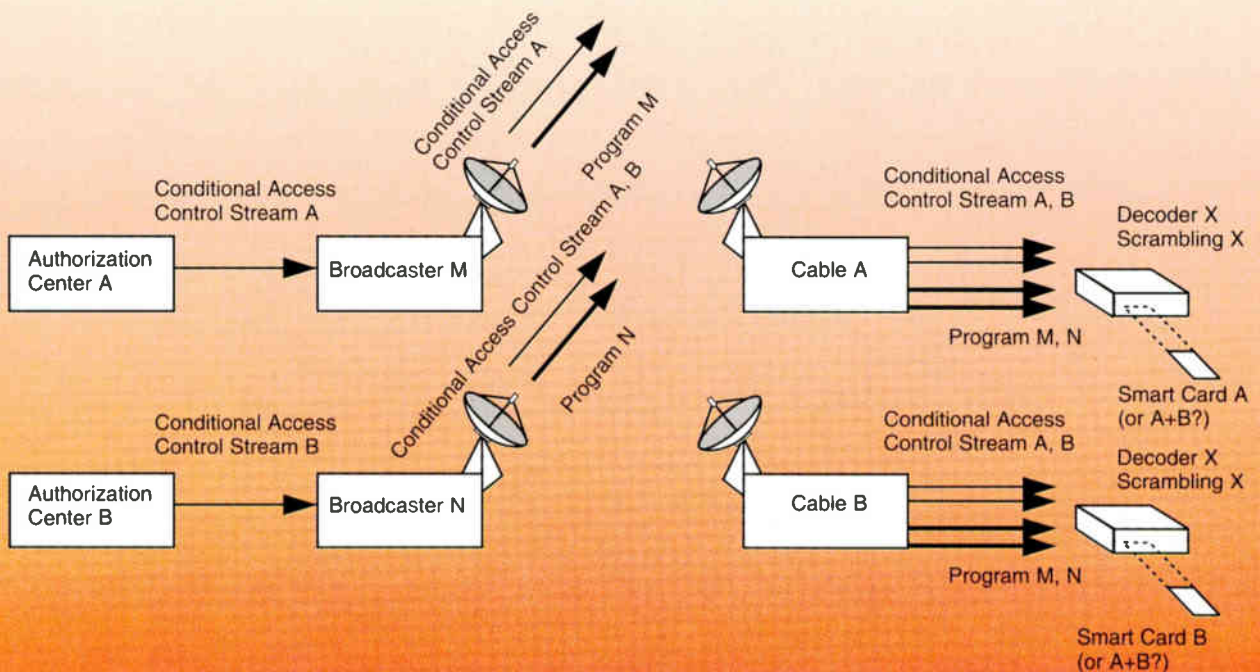 Conditional Access
Control Stream A
Program M
Conditional Access
Control Stream A
Authorization
Center A
Broadcaster M
Conditional Access Control Stream A, B
Program N
Cable A
Conditional Access
Control Stream A, B
Program M, N
Decoder X
Scrambling X
Smart Card A
(or A+B?)
Conditional Access
Control Stream B
Authorization
Center B
Broadcaster N
Cable B
Conditional Access
Control Stream A, B
Program M, N
Decoder X
Scrambling X
Smart Card B
(or A+B?)